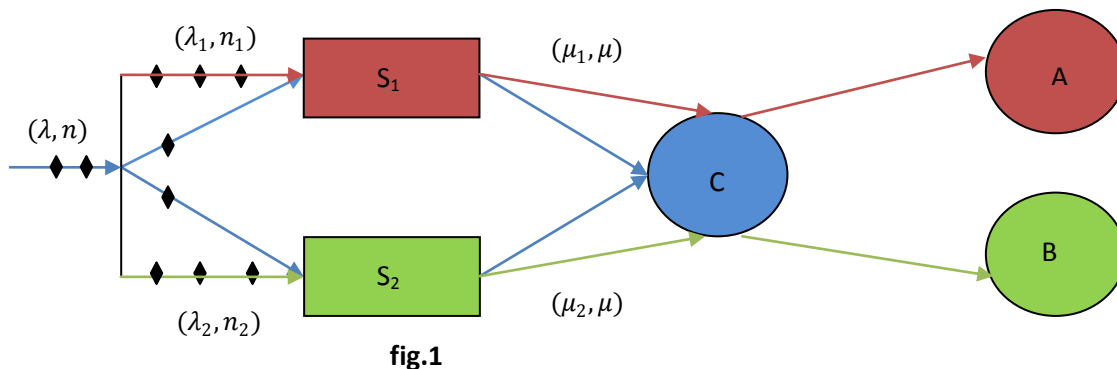 (λ₁, n₁)
(μ₁, μ)
S₁
A
(λ, n)
C
S₂
B
(λ₂, n₂)
(μ₂, μ)
fig.1